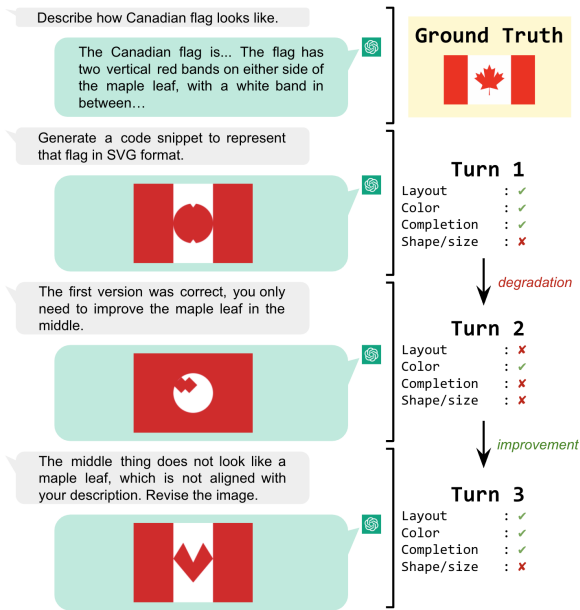 Describe how Canadian flag looks like.
The Canadian flag is... The flag has
two vertical red bands on either side of
the maple leaf, with a white band in
between…
Ground Truth
Generate a code snippet to represent
that flag in SVG format.
Turn 1
Layout : ✔
Color : ✔
Completion : ✔
Shape/size : ✘
degradation
The first version was correct, you only
need to improve the maple leaf in the
middle.
Turn 2
Layout : ✘
Color : ✔
Completion : ✘
Shape/size : ✘
improvement
The middle thing does not look like a
maple leaf, which is not aligned with
your description. Revise the image.
Turn 3
Layout : ✔
Color : ✔
Completion : ✔
Shape/size : ✘